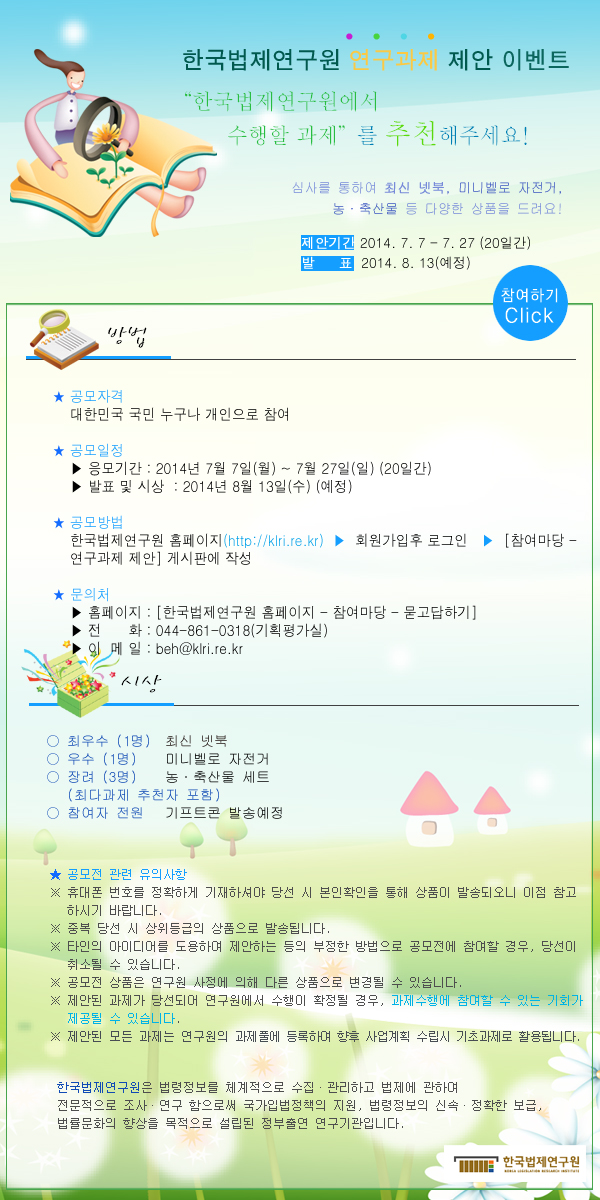 한국법제연구원 연구과제 제안 이벤트
“한국법제연구원에서
수행할 과제” 를 추천해주세요!
심사를 통하여 최신 넷북, 미니벨로 자전거,
농·축산물 등 다양한 상품을 드려요!
제안기간 2014. 7. 7 - 7. 27 (20일간)
발 표 2014. 8. 13(예정)
참여하기
Click
방법
★ 공모자격
대한민국 국민 누구나 개인으로 참여
★ 공모일정
▶ 응모기간 : 2014년 7월 7일(월) ~ 7월 27일(일) (20일간)
▶ 발표 및 시상 : 2014년 8월 13일(수) (예정)
★ 공모방법
한국법제연구원 홈페이지(http://klri.re.kr) ▶ 회원가입후 로그인 ▶ [참여마당 -
연구과제 제안] 게시판에 작성
★ 문의처
▶ 홈페이지 : [한국법제연구원 홈페이지 - 참여마당 - 묻고답하기]
▶ 전 화 : 044-861-0318(기획평가실)
▶ 이 메 일 : beh@klri.re.kr
시상
○ 최우수 (1명) 최신 넷북
○ 우수 (1명) 미니벨로 자전거
○ 장려 (3명) 농·축산물 세트
(최다과제 추천자 포함)
○ 참여자 전원 기프트콘 발송예정
★ 공모전 관련 유의사항
※ 휴대폰 번호를 정확하게 기재하셔야 당선 시 본인확인을 통해 상품이 발송되오니 이점 참고
하시기 바랍니다.
※ 중복 당선 시 상위등급의 상품으로 발송됩니다.
※ 타인의 아이디어를 도용하여 제안하는 등의 부정한 방법으로 공모전에 참여할 경우, 당선이
취소될 수 있습니다.
※ 공모전 상품은 연구원 사정에 의해 다른 상품으로 변경될 수 있습니다.
※ 제안된 과제가 당선되어 연구원에서 수행이 확정될 경우, 과제수행에 참여할 수 있는 기회가
제공될 수 있습니다.
※ 제안된 모든 과제는 연구원의 과제풀에 등록하여 향후 사업계획 수립시 기초과제로 활용됩니다.
한국법제연구원은 법령정보를 체계적으로 수집·관리하고 법제에 관하여
전문적으로 조사·연구 함으로써 국가입법정책의 지원, 법령정보의 신속·정확한 보급,
법률문화의 향상을 목적으로 설립된 정부출연 연구기관입니다.
한국법제연구원
KOREA LEGISLATION RESEARCH INSTITUTE